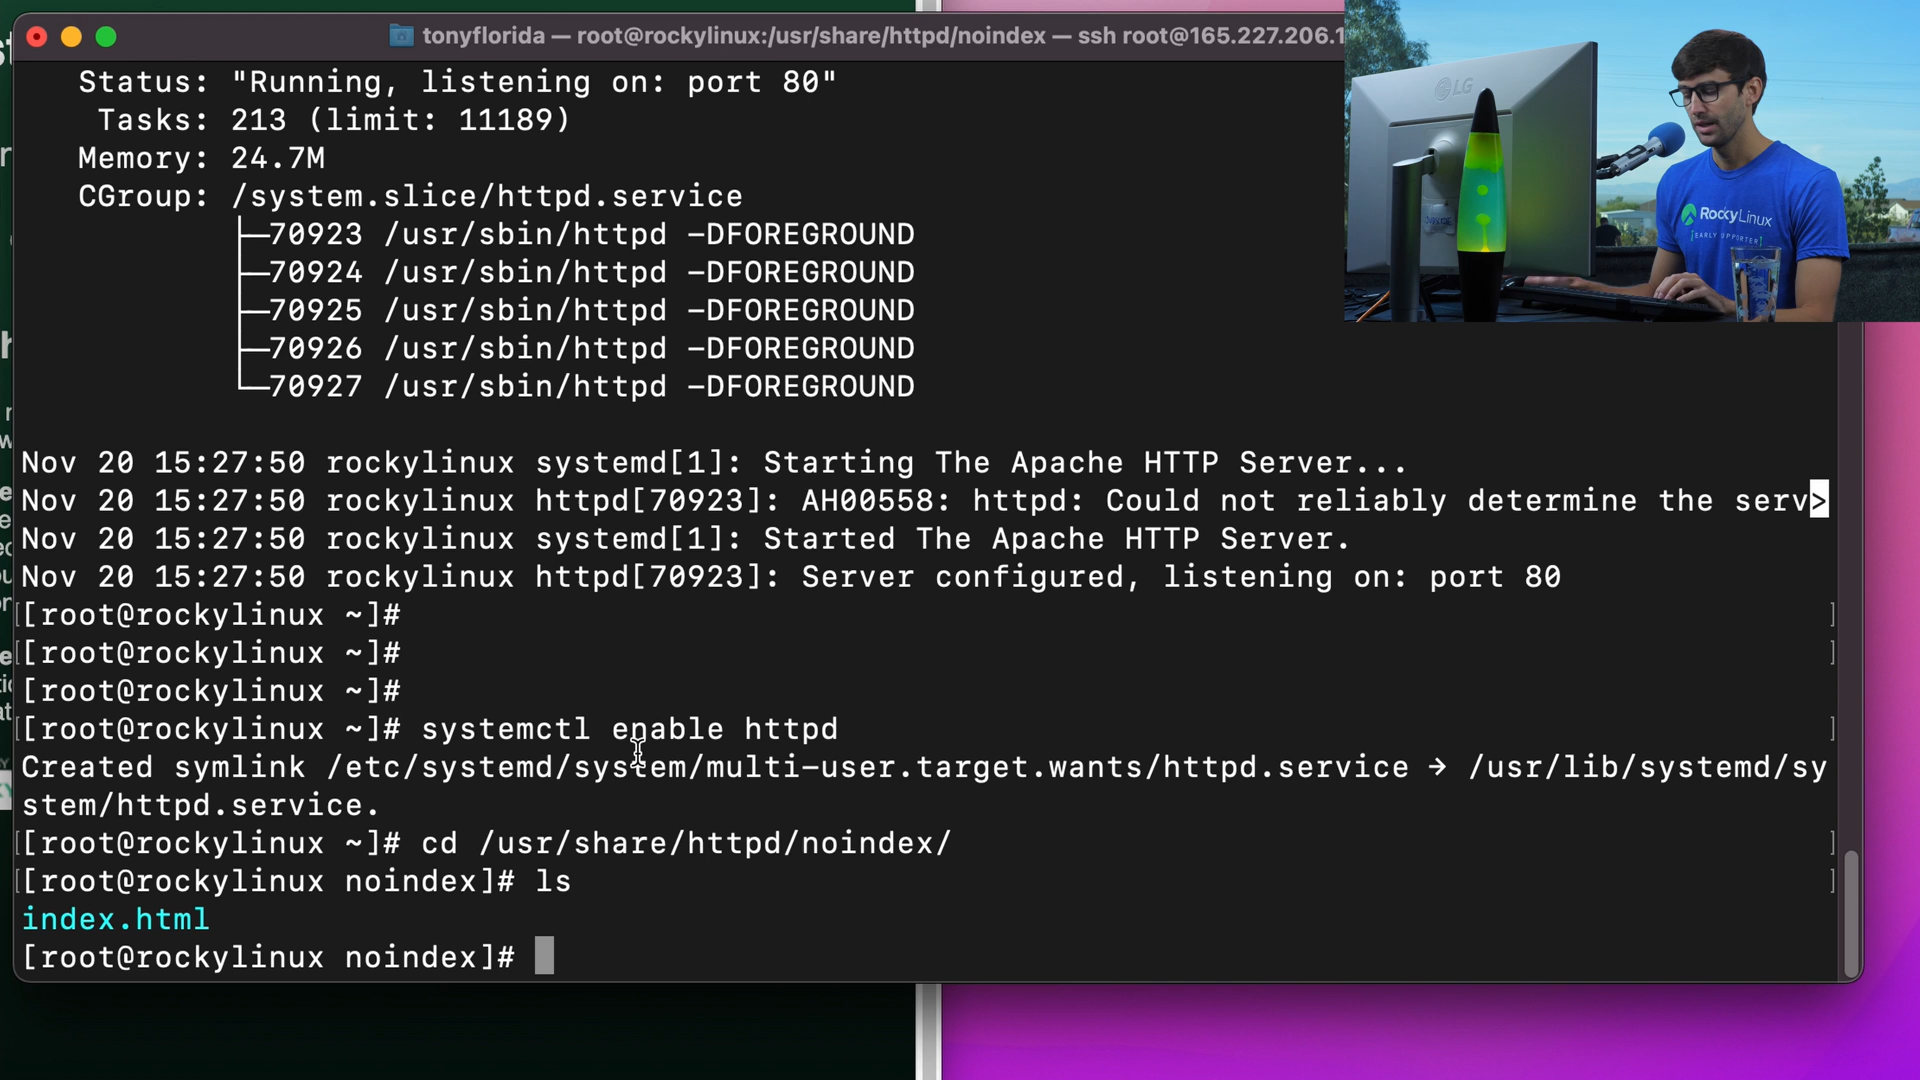 tonyflorida — root@rockylinux:/usr/share/httpd/noindex — ssh root@165.227.206.1
Status: "Running, listening on: port 80"
Tasks: 213 (limit: 11189)
Memory: 24.7M
CGroup: /system.slice/httpd.service
├─70923 /usr/sbin/httpd -DFOREGROUND
├─70924 /usr/sbin/httpd -DFOREGROUND
├─70925 /usr/sbin/httpd -DFOREGROUND
├─70926 /usr/sbin/httpd -DFOREGROUND
└─70927 /usr/sbin/httpd -DFOREGROUND
Nov 20 15:27:50 rockylinux systemd[1]: Starting The Apache HTTP Server...
Nov 20 15:27:50 rockylinux httpd[70923]: AH00558: httpd: Could not reliably determine the serv>
Nov 20 15:27:50 rockylinux systemd[1]: Started The Apache HTTP Server.
Nov 20 15:27:50 rockylinux httpd[70923]: Server configured, listening on: port 80
[root@rockylinux ~]#
[root@rockylinux ~]#
[root@rockylinux ~]#
[root@rockylinux ~]# systemctl enable httpd
Created symlink /etc/systemd/system/multi-user.target.wants/httpd.service → /usr/lib/systemd/sy
stem/httpd.service.
[root@rockylinux ~]# cd /usr/share/httpd/noindex/
[root@rockylinux noindex]# ls
index.html
[root@rockylinux noindex]#
LG
RockyLinux
[EARLY SUPPORTER]